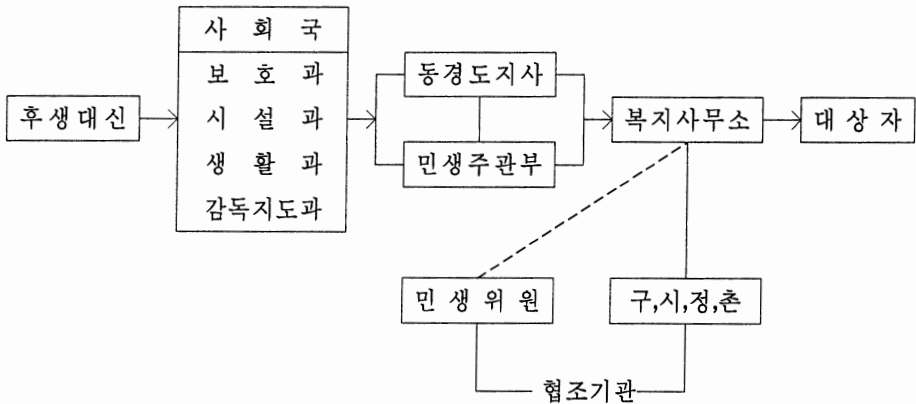 후생대신
사 회 국
보 호 과
시 설 과
생 활 과
감독지도과
동경도지사
민생주관부
복지사무소
대 상 자
민 생 위 원
구,시,정,촌
협조기관